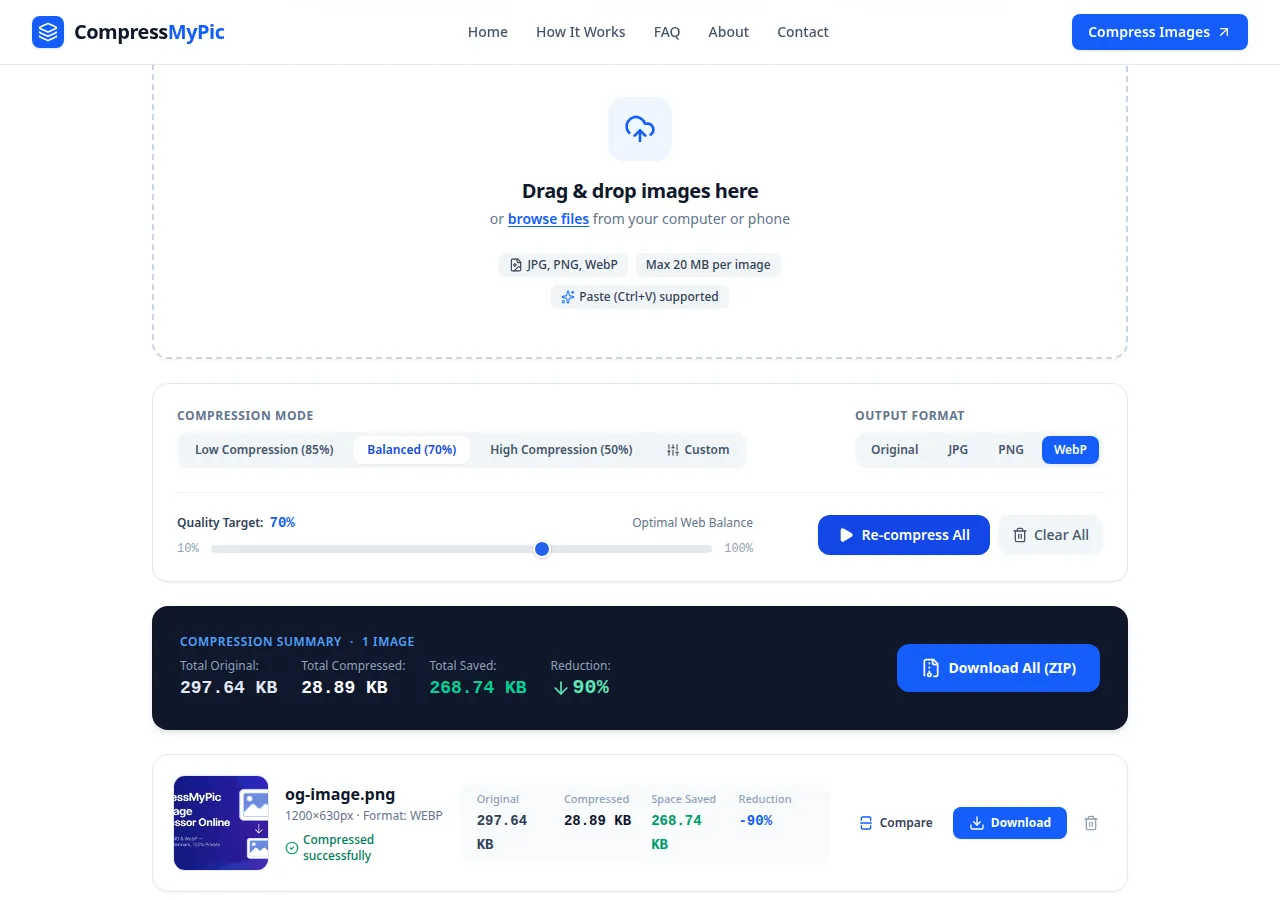 CompressMyPic
Home
How It Works
FAQ
About
Contact
Compress Images
Drag & drop images here
or browse files from your computer or phone
JPG, PNG, WebP
Max 20 MB per image
Paste (Ctrl+V) supported
COMPRESSION MODE
OUTPUT FORMAT
Low Compression (85%)
Balanced (70%)
High Compression (50%)
Custom
Original
JPG
PNG
WebP
Quality Target: 70%
Optimal Web Balance
10%
100%
Re-compress All
Clear All
COMPRESSION SUMMARY · 1 IMAGE
Total Original:
Total Compressed:
Total Saved:
Reduction:
297.64 KB
28.89 KB
268.74 KB
90%
Download All (ZIP)
essMyPic
age
ssor Online
og-image.png
1200×630px · Format: WEBP
Compressed
successfully
Original
Compressed
Space Saved
Reduction
297.64
KB
28.89 KB
268.74
KB
-90%
Compare
Download